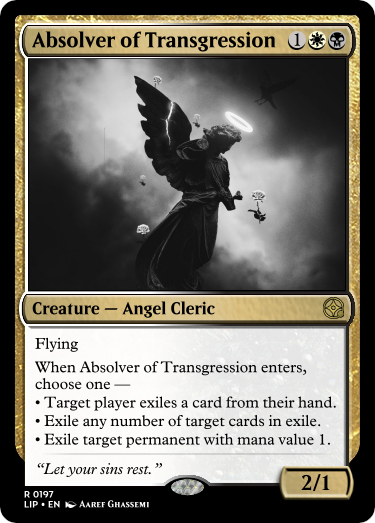 Absolver of Transgression 1
Creature — Angel Cleric
Flying
When Absolver of Transgression enters,
choose one —
• Target player exiles a card from their hand.
• Exile any number of target cards in exile.
• Exile target permanent with mana value 1.
“Let your sins rest.”
2/1
R 0197
LIP • EN Aaref Ghassemi